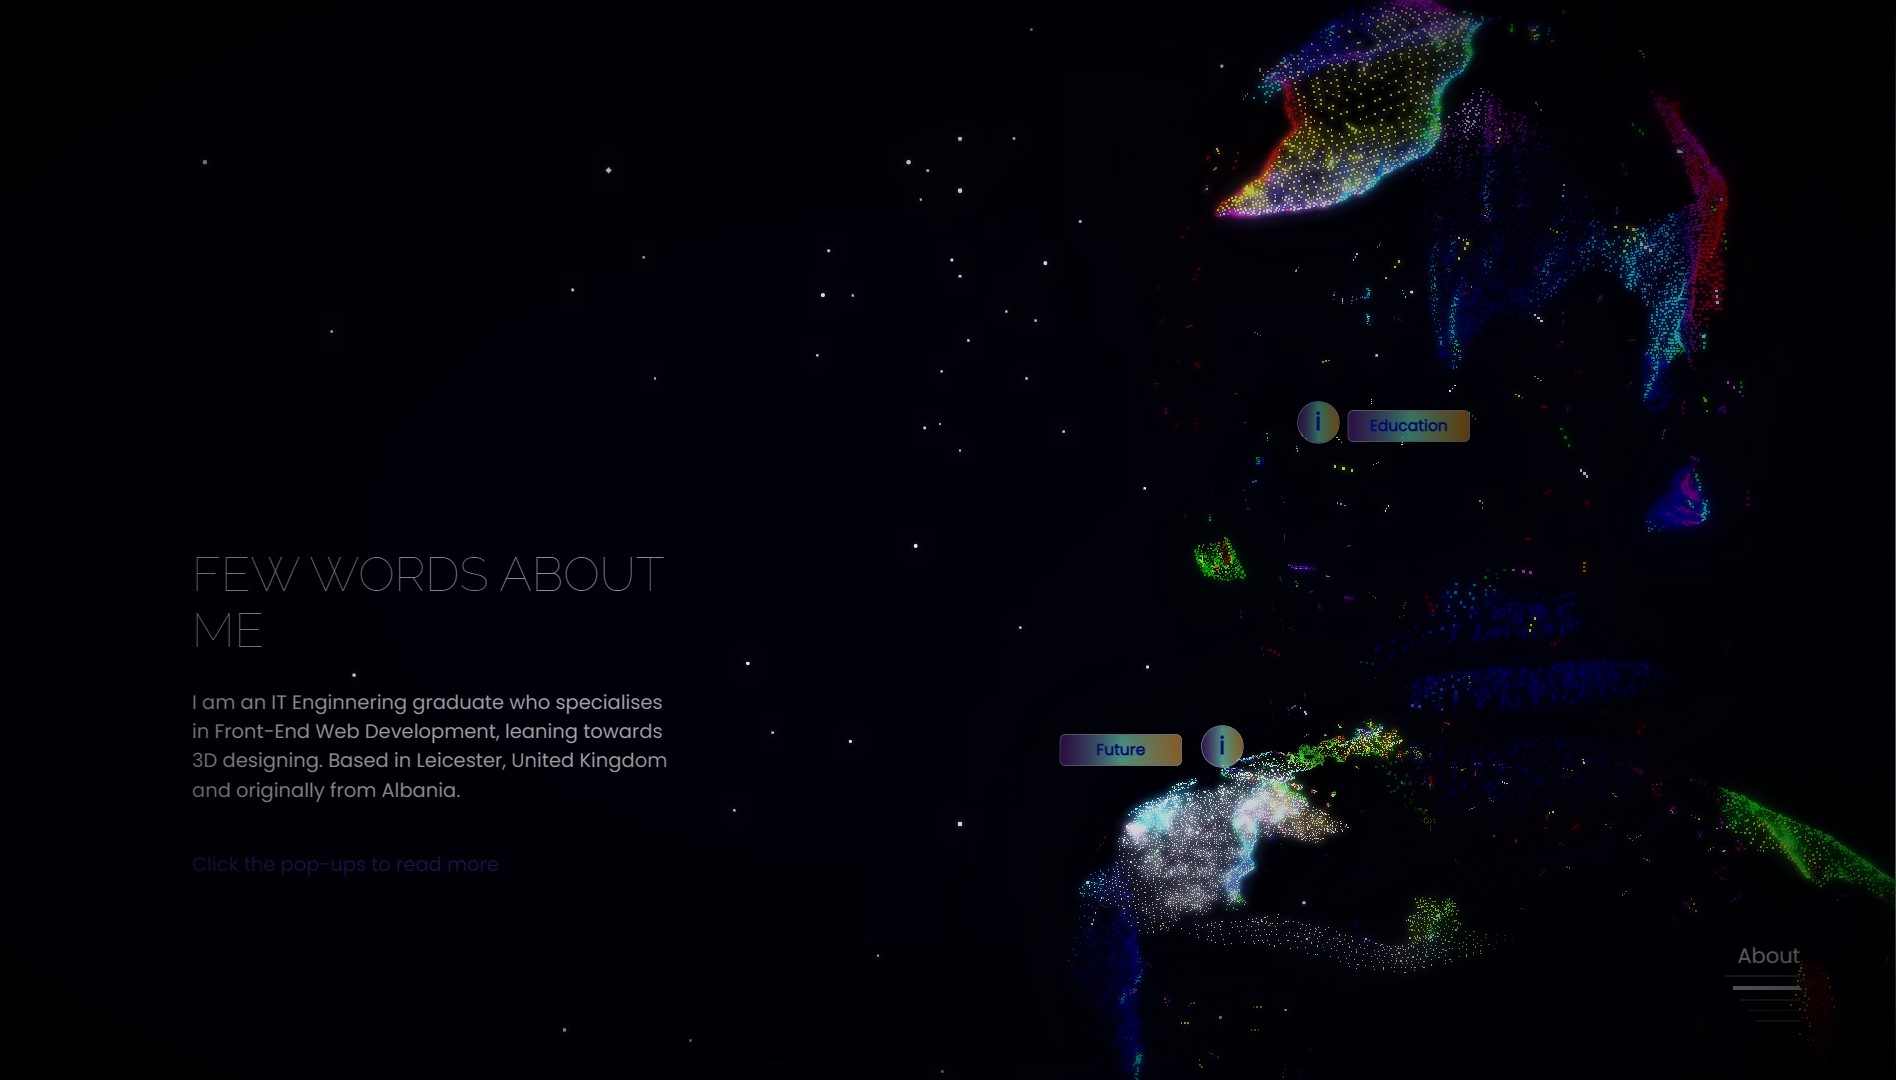 i Education
FEW WORDS ABOUT
ME
I am an IT Enginnering graduate who specialises
in Front-End Web Development, leaning towards
3D designing. Based in Leicester, United Kingdom
and originally from Albania.
Future i
Click the pop-ups to read more
About